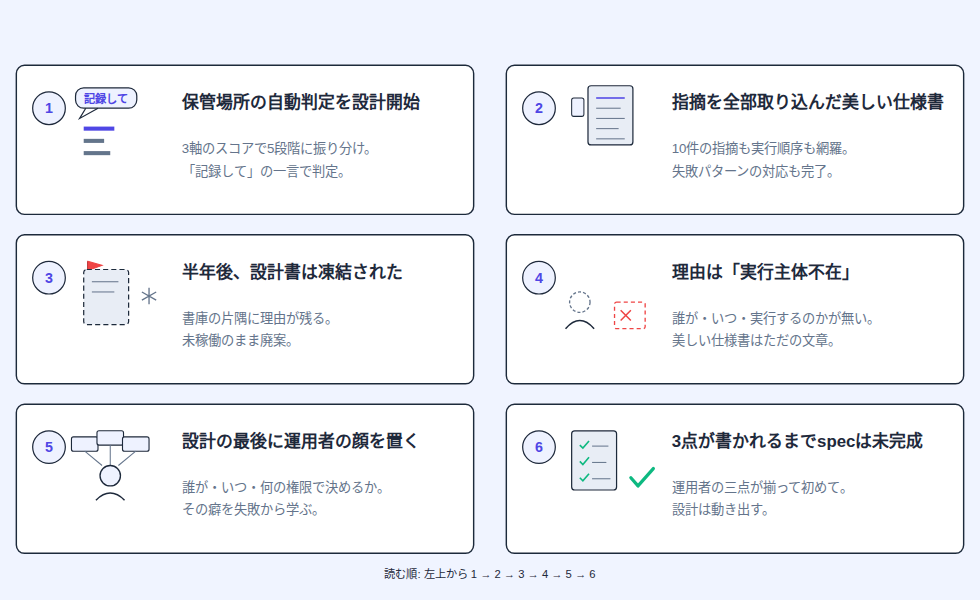 1
記録して
保管場所の自動判定を設計開始
3軸のスコアで5段階に振り分け。
「記録して」の一言で判定。
2
指摘を全部取り込んだ美しい仕様書
10件の指摘も実行順序も網羅。
失敗パターンの対応も完了。
3
半年後、設計書は凍結された
書庫の片隅に理由が残る。
未稼働のまま廃案。
4
理由は「実行主体不在」
誰が・いつ・実行するのかが無い。
美しい仕様書はただの文章。
5
設計の最後に運用者の顔を置く
誰が・いつ・何の権限で決めるか。
その癖を失敗から学ぶ。
6
3点が書かれるまでspecは未完成
運用者の三点が揃って初めて。
設計は動き出す。
読む順: 左上から 1 → 2 → 3 → 4 → 5 → 6